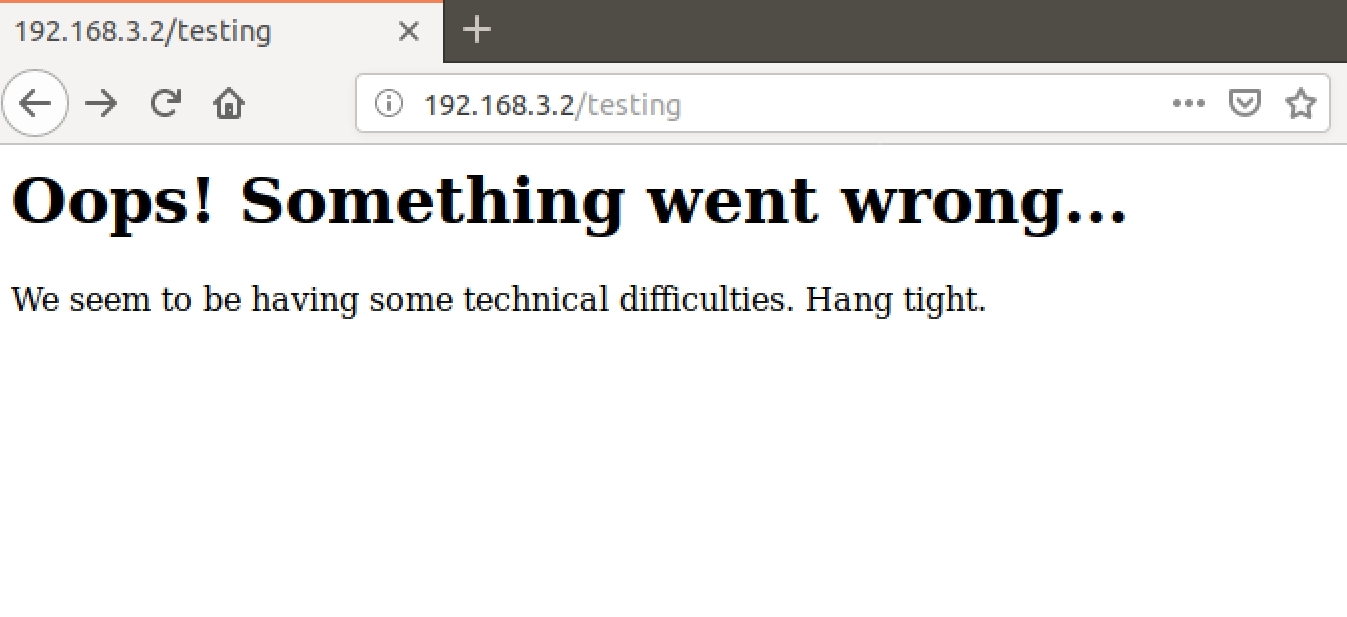 192.168.3.2/testing
192.168.3.2/testing
Oops! Something went wrong...
We seem to be having some technical difficulties. Hang tight.